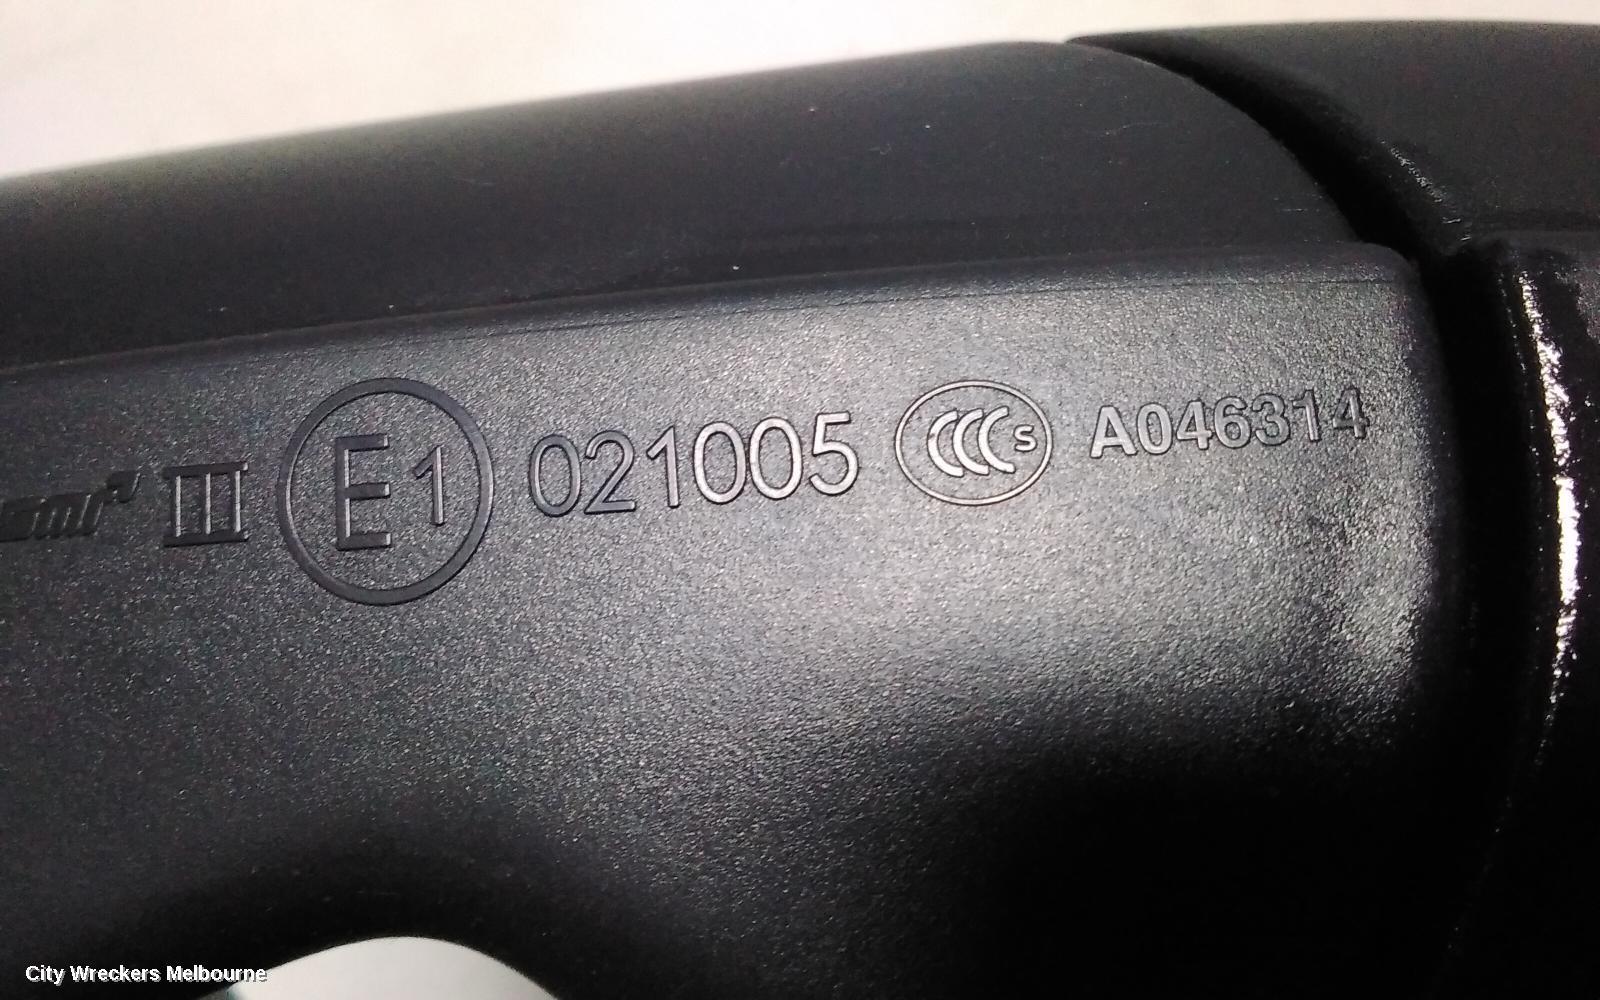 III E1 021005 CCCS A046314
City Wreckers Melbourne